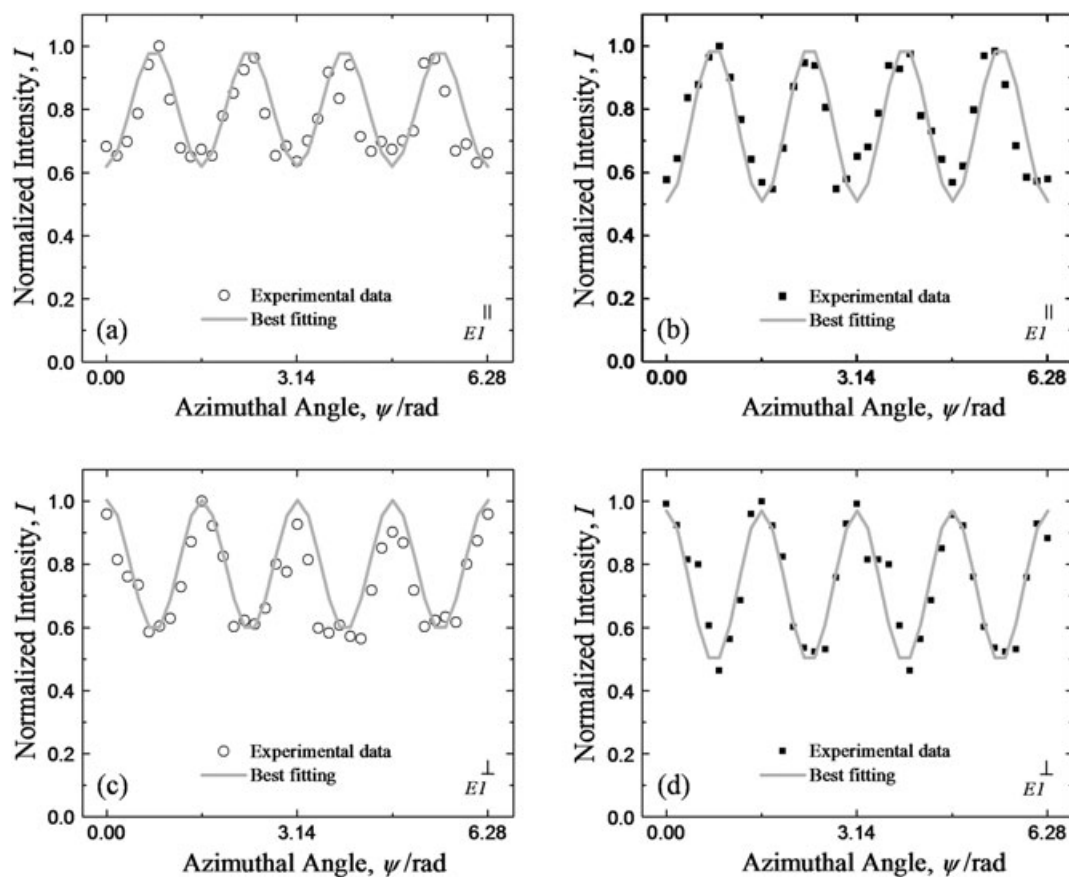 Normalized Intensity, I
1.0
0.8
0.6
0.4
0.2
0.0
Experimental data
Best fitting
(a)
E1 ||
0.00 3.14 6.28
Azimuthal Angle, ψ/rad
Normalized Intensity, I
1.0
0.8
0.6
0.4
0.2
0.0
Experimental data
Best fitting
(b)
E1 ||
0.00 3.14 6.28
Azimuthal Angle, ψ/rad
Normalized Intensity, I
1.0
0.8
0.6
0.4
0.2
0.0
Experimental data
Best fitting
(c)
E1 ⊥
0.00 3.14 6.28
Azimuthal Angle, ψ/rad
Normalized Intensity, I
1.0
0.8
0.6
0.4
0.2
0.0
Experimental data
Best fitting
(d)
E1 ⊥
0.00 3.14 6.28
Azimuthal Angle, ψ/rad